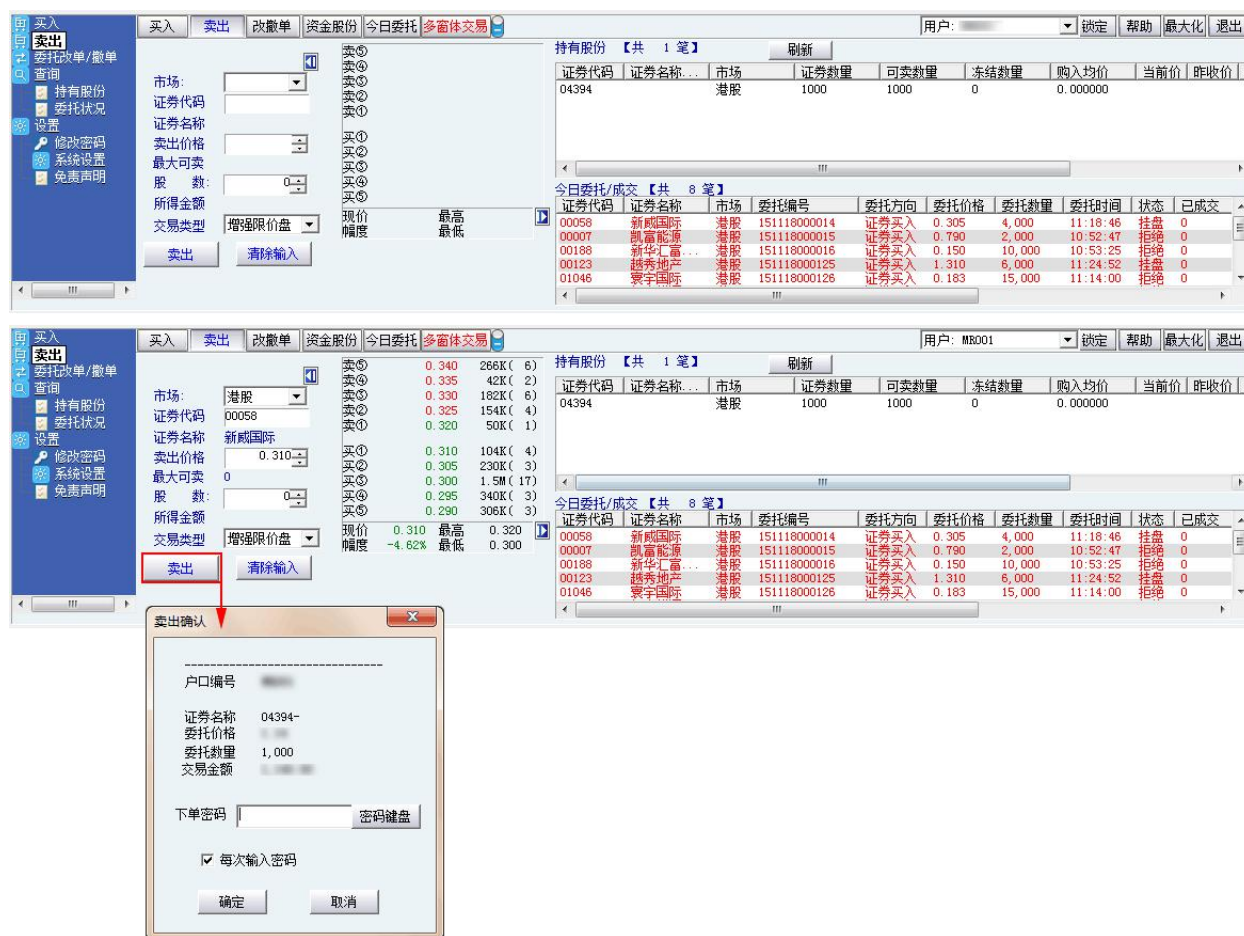 买入 卖出 改撤单 资金股份 今日委托 多窗体交易 用户: 锁定 帮助 最大化 退出
买入
卖出
委托改单/撤单
查询
持有股份
委托状况
设置
修改密码
系统设置
免责声明
市场:
证券代码
证券名称
卖出价格
最大可卖
股 数: 0
所得金额
交易类型 增强限价盘
卖出 清除输入
卖⑤
卖④
卖③
卖②
卖①
买①
买②
买③
买④
买⑤
现价 最高
幅度 最低
持有股份 【共 1 笔】 刷新
证券代码 证券名称... 市场 证券数量 可卖数量 冻结数量 购入均价 当前价 昨收价
04394 港股 1000 1000 0 0.000000
今日委托/成交 【共 8 笔】
证券代码 证券名称 市场 委托编号 委托方向 委托价格 委托数量 委托时间 状态 已成交
00058 新威国际 港股 151118000014 证券买入 0.305 4,000 11:18:46 挂盘 0
00007 凯富能源 港股 151118000015 证券买入 0.790 2,000 10:52:47 拒绝 0
00188 新华汇富... 港股 151118000016 证券买入 0.150 10,000 10:53:25 拒绝 0
00123 越秀地产 港股 151118000125 证券买入 1.310 6,000 11:24:52 挂盘 0
01046 寰宇国际 港股 151118000126 证券买入 0.183 15,000 11:14:00 拒绝 0
买入 卖出 改撤单 资金股份 今日委托 多窗体交易 用户: MR001 锁定 帮助 最大化 退出
买入
卖出
委托改单/撤单
查询
持有股份
委托状况
设置
修改密码
系统设置
免责声明
市场: 港股
证券代码 00058
证券名称 新威国际
卖出价格 0.310
最大可卖 0
股 数: 0
所得金额
交易类型 增强限价盘
卖出 清除输入
卖⑤ 0.340 266K( 6)
卖④ 0.335 42K( 2)
卖③ 0.330 182K( 6)
卖② 0.325 154K( 4)
卖① 0.320 50K( 1)
买① 0.310 104K( 4)
买② 0.305 230K( 3)
买③ 0.300 1.5M( 17)
买④ 0.295 340K( 3)
买⑤ 0.290 306K( 3)
现价 0.310 最高 0.320
幅度 -4.62% 最低 0.300
持有股份 【共 1 笔】 刷新
证券代码 证券名称... 市场 证券数量 可卖数量 冻结数量 购入均价 当前价 昨收价
04394 港股 1000 1000 0 0.000000
今日委托/成交 【共 8 笔】
证券代码 证券名称 市场 委托编号 委托方向 委托价格 委托数量 委托时间 状态 已成交
00058 新威国际 港股 151118000014 证券买入 0.305 4,000 11:18:46 挂盘 0
00007 凯富能源 港股 151118000015 证券买入 0.790 2,000 10:52:47 拒绝 0
00188 新华汇富... 港股 151118000016 证券买入 0.150 10,000 10:53:25 拒绝 0
00123 越秀地产 港股 151118000125 证券买入 1.310 6,000 11:24:52 挂盘 0
01046 寰宇国际 港股 151118000126 证券买入 0.183 15,000 11:14:00 拒绝 0
卖出确认
--------------------------------
户口编号
证券名称 04394-
委托价格
委托数量 1,000
交易金额
下单密码 密码键盘
每次输入密码
确定 取消